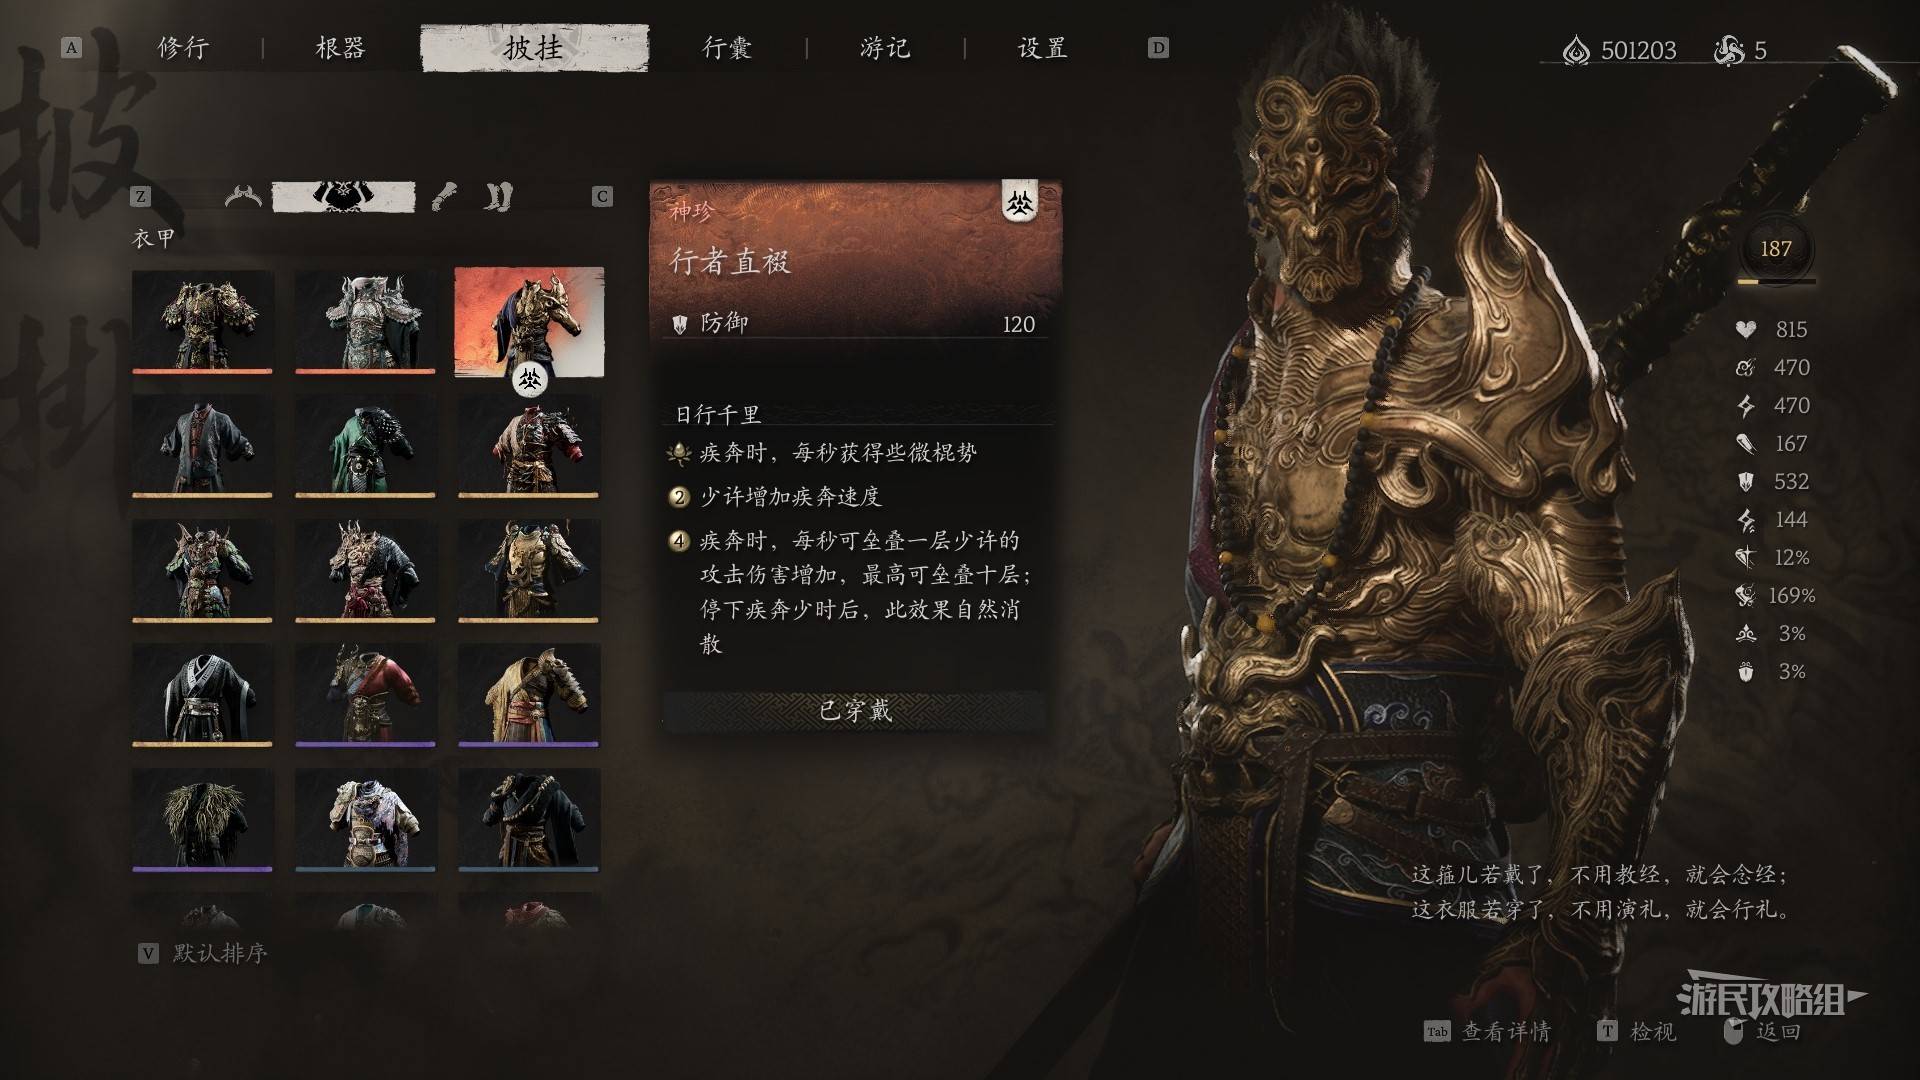 披挂
A 修行 根器 披挂 行囊 游记 设置 D
501203 5
Z C
衣甲
神珍
行者直裰
防御 120
日行千里
疾奔时，每秒获得些微棍势
2 少许增加疾奔速度
4 疾奔时，每秒可垒叠一层少许的
攻击伤害增加，最高可垒叠十层；
停下疾奔少时后，此效果自然消
散
已穿戴
187
815
470
470
167
532
144
12%
169%
3%
3%
这箍儿若戴了，不用教经，就会念经；
这衣服若穿了，不用演礼，就会行礼。
V 默认排序
游民攻略组
Tab 查看详情 T 检视 返回